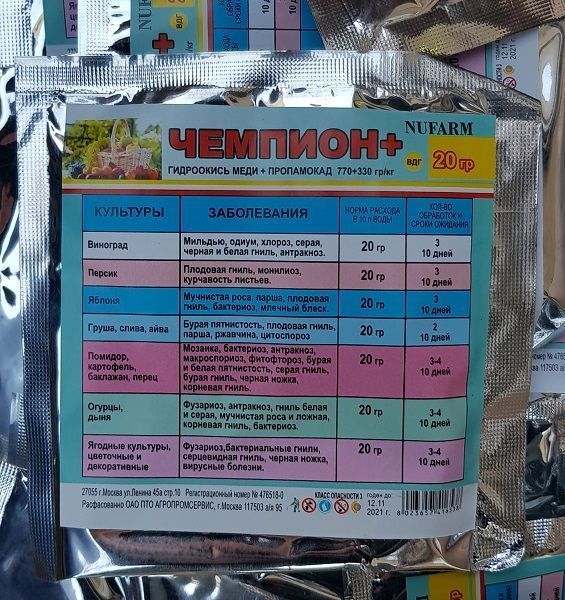 NUFARM
ЧЕМПИОН+
вдг 20 гр
ГИДРООКИСЬ МЕДИ + ПРОПАМОКАД 770+330 гр/кг
КУЛЬТУРЫ ЗАБОЛЕВАНИЯ НОРМА РАСХОДА В 10 л ВОДЫ КОЛ-ВО ОБРАБОТОК И СРОКИ ОЖИДАНИЯ
Виноград
Мильдью, одиум, хлороз, серая,
черная и белая гниль, антракноз.
20 гр
3
10 дней
Персик
Плодовая гниль, монилиоз,
курчавость листьев.
20 гр
3
10 дней
Яблоня
Мучнистая роса, парша, плодовая
гниль, бактериоз, млечный блеск.
20 гр
3
10 дней
Груша, слива, айва
Бурая пятнистость, плодовая гниль,
парша, ржавчина, цитоспороз
20 гр
2
10 дней
Помидор,
картофель,
баклажан, перец
Мозаика, бактериоз, антракноз,
макроспориоз, фитофтороз, бурая
и белая пятнистость, серая гниль,
бурая гниль, черная ножка,
корневая гниль.
20 гр
3-4
10 дней
Огурцы,
дыня
Фузариоз, антракноз, гниль белая
и серая, мучнистая роса и ложная,
корневая гниль, бактериоз.
20 гр
3-4
10 дней
Ягодные культуры,
цветочные и
декоративные
Фузариоз,бактериальные гнили,
серцевидная гниль, черная ножка,
вирусные болезни.
20 гр
3-4
10 дней
27055 г.Москва ул.Ленина 45а стр.10 Регистрационный номер № 476518-0
Расфасованно ОАО ПТО АГРОПРОМСЕРВИС, г.Москва 117503 а/я 95
КЛАСС ОПАСНОСТИ 3
годен до:
12.11
2021 г.